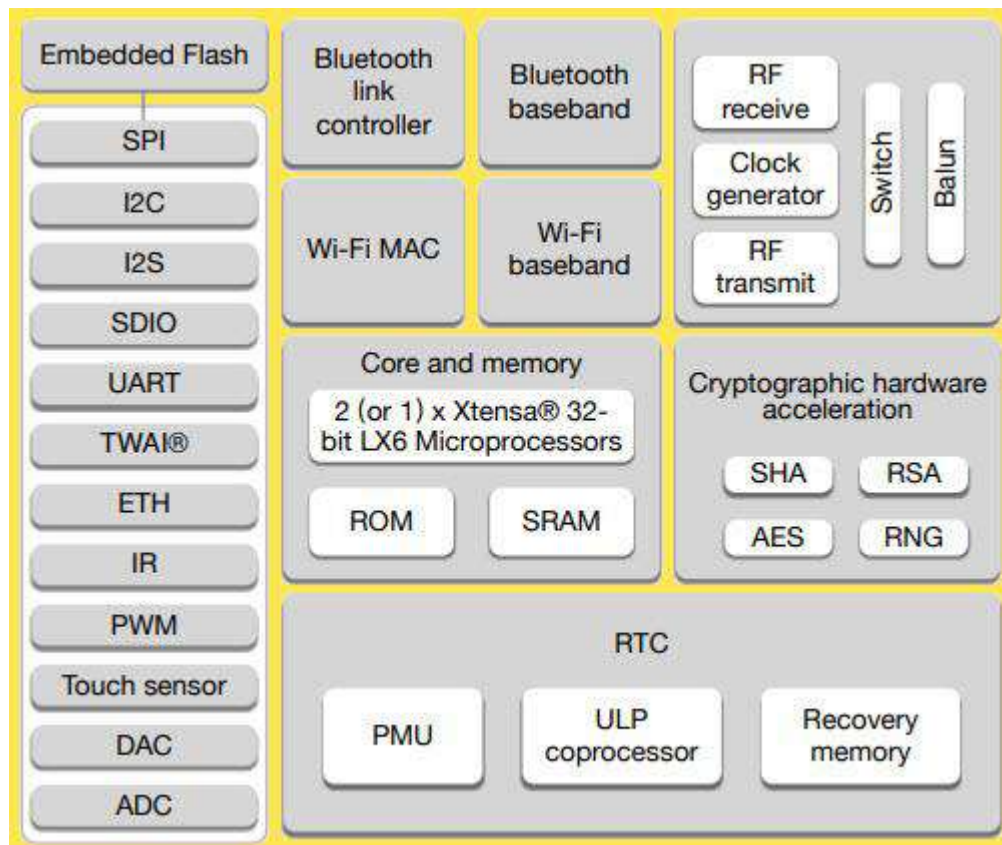 Embedded Flash
SPI
I2C
I2S
SDIO
UART
TWAI®
ETH
IR
PWM
Touch sensor
DAC
ADC
Bluetooth
link
controller
Bluetooth
baseband
Wi-Fi MAC
Wi-Fi
baseband
RF
receive
Clock
generator
RF
transmit
Switch
Balun
Core and memory
2 (or 1) x Xtensa® 32-
bit LX6 Microprocessors
ROM
SRAM
Cryptographic hardware
acceleration
SHA
RSA
AES
RNG
RTC
PMU
ULP
coprocessor
Recovery
memory